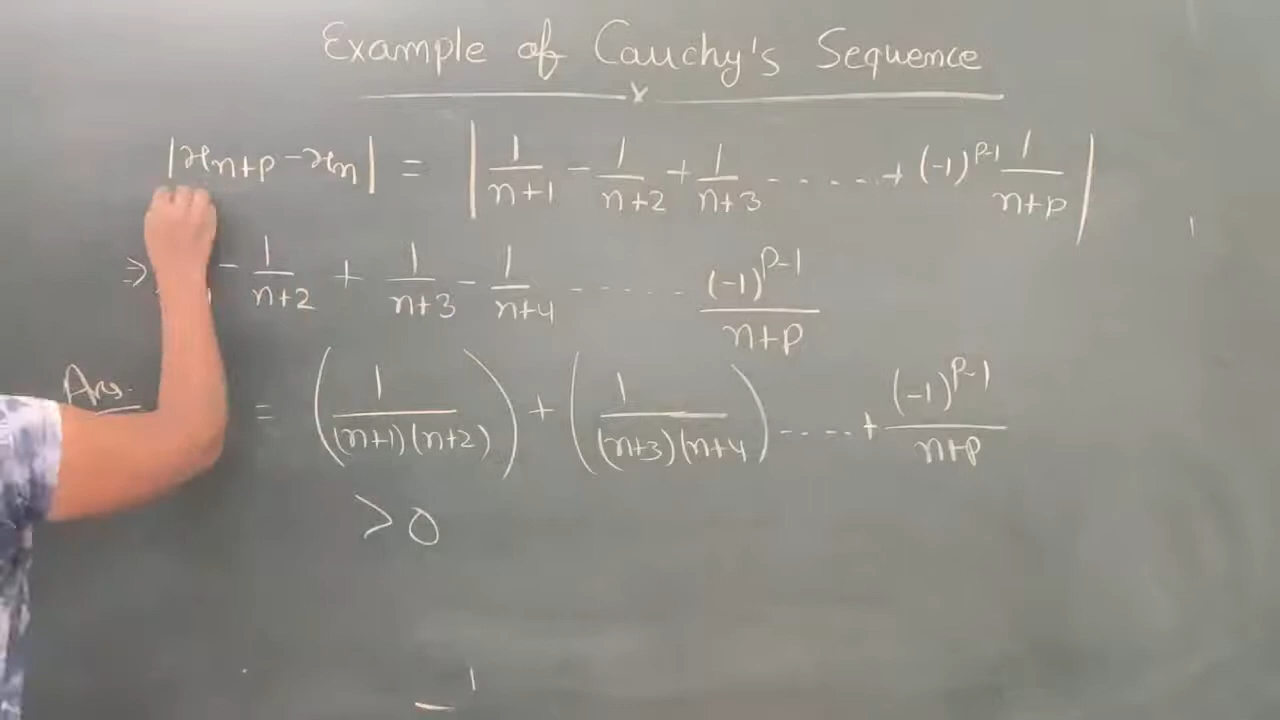 Example of Cauchy's Sequence
|x_{n+p} - x_n| = | 1/(n+1) - 1/(n+2) + 1/(n+3) ...... + (-1)^{p-1} 1/(n+p) |
⇒ - 1/(n+2) + 1/(n+3) - 1/(n+4) ...... (-1)^{p-1}/(n+p)
Ans. = (1/((n+1)(n+2))) + (1/((n+3)(n+4))) ..... + (-1)^{p-1}/(n+p)
> 0